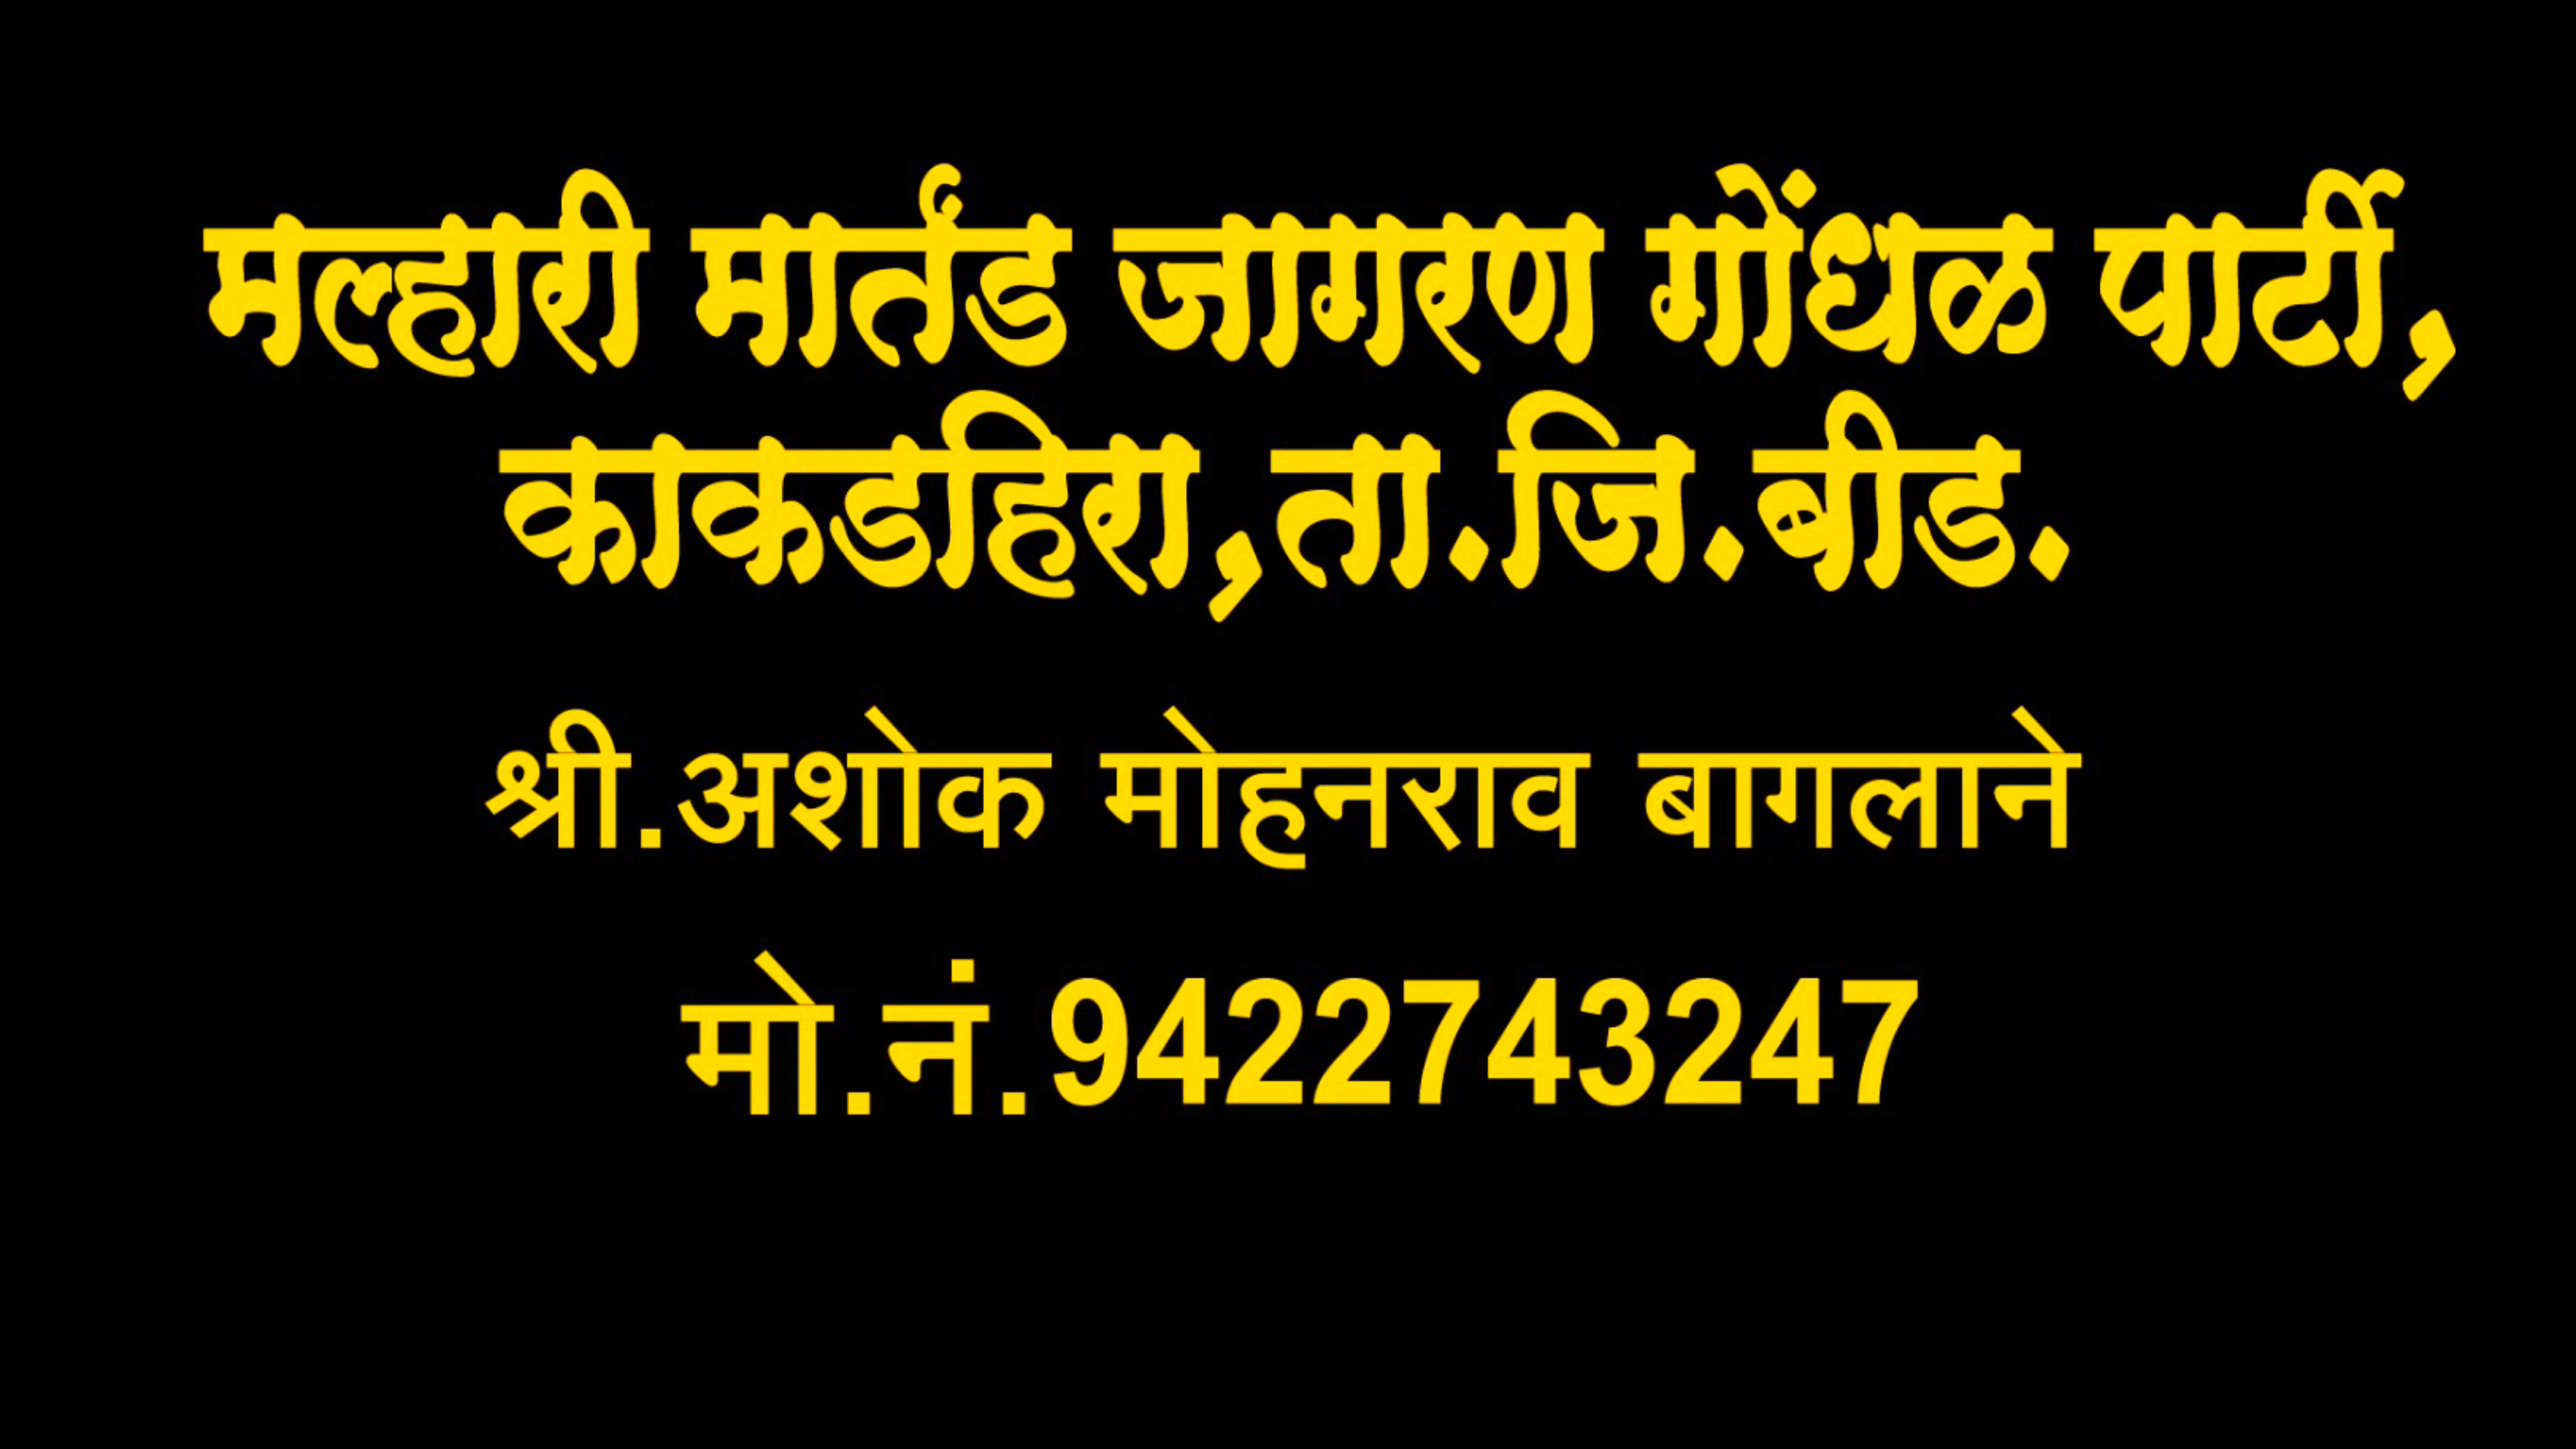 मल्हारी मार्तंड जागरण गोंधळ पार्टी,
काकडहिरा,ता.जि.बीड.
श्री.अशोक मोहनराव बागलाने
मो.नं.9422743247